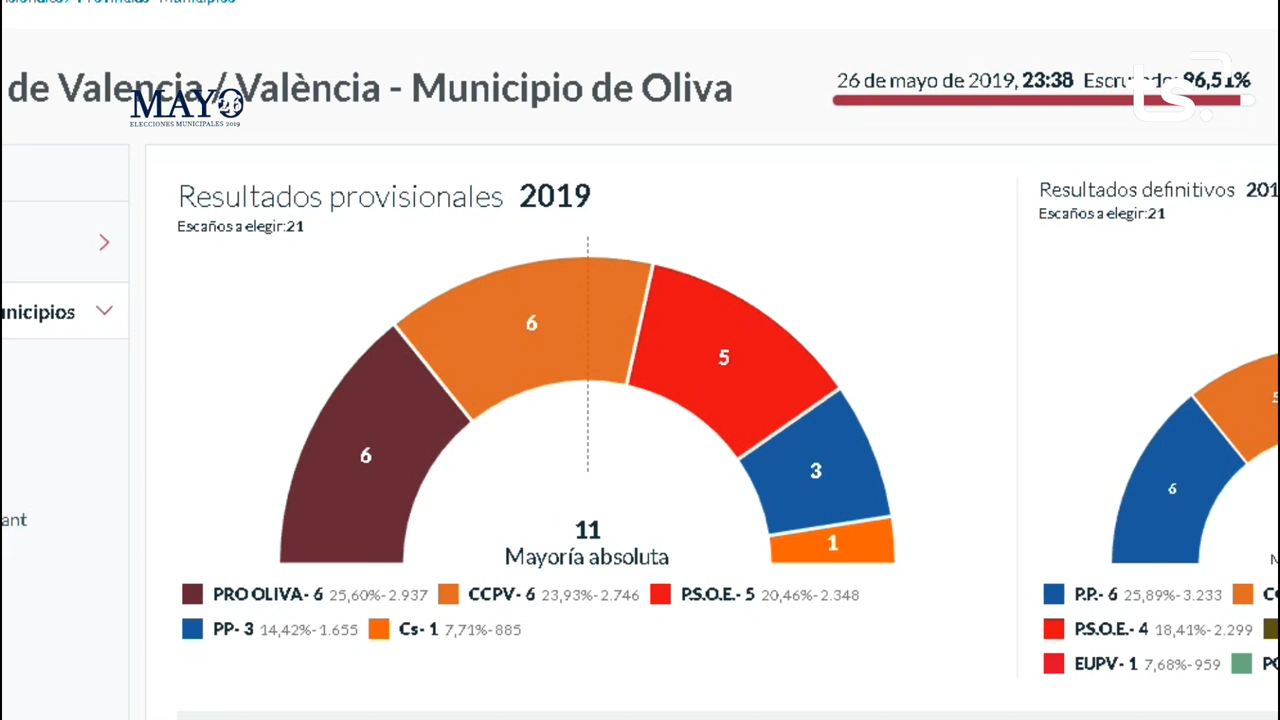 de Valencia / València - Municipio de Oliva
MAYO 26
ELECCIONES MUNICIPALES 2019
26 de mayo de 2019, 23:38 Escrutado: 96,51%
ts
Resultados provisionales 2019
Escaños a elegir:21
Resultados definitivos 201
Escaños a elegir:21
unicipios
ant
6
6
5
3
1
11
Mayoría absoluta
PRO OLIVA- 6 25,60%-2.937 CCPV- 6 23,93%-2.746 P.S.O.E.- 5 20,46%-2.348
PP- 3 14,42%-1.655 Cs- 1 7,71%-885
6
5
P.P.- 6 25,89%-3.233
P.S.O.E.- 4 18,41%-2.299
EUPV- 1 7,68%-959